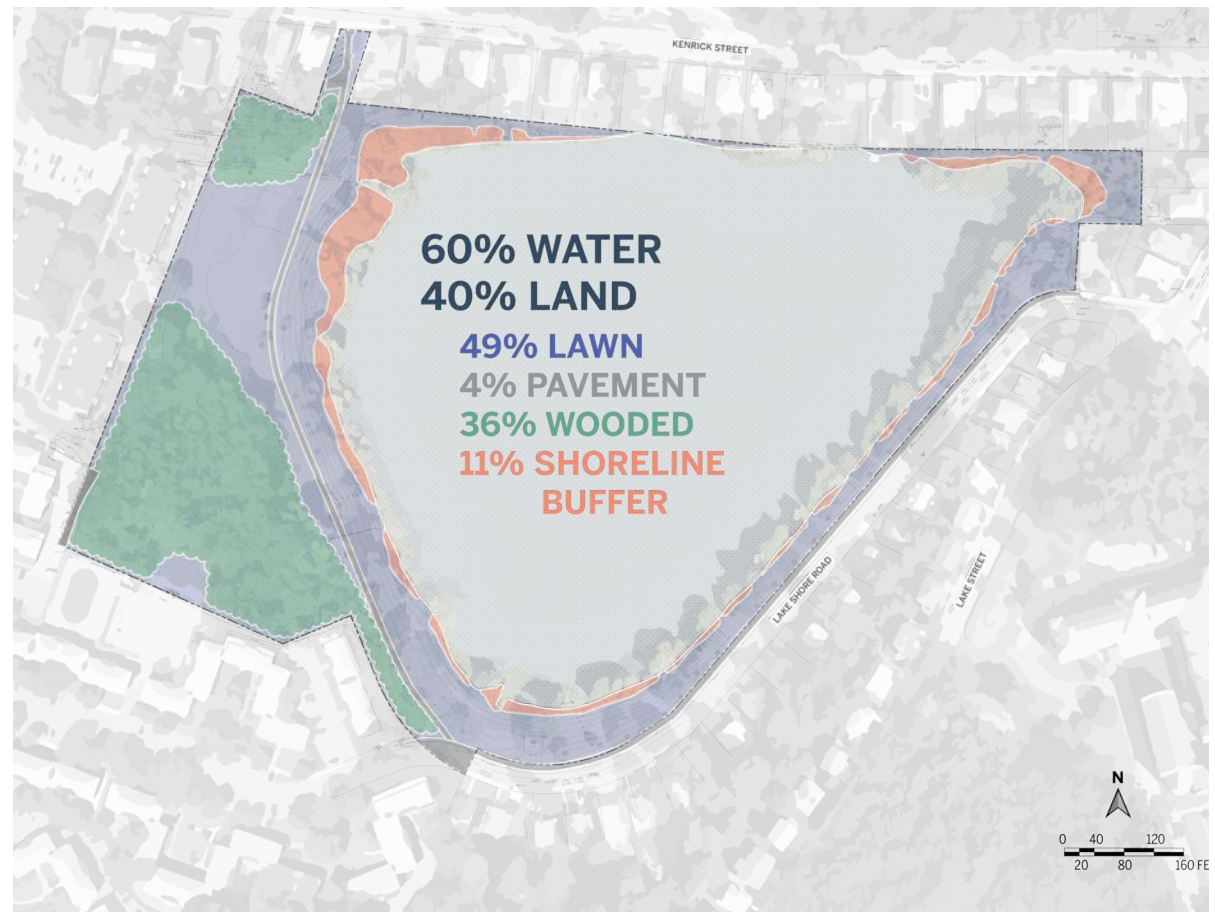 KENRICK STREET
60% WATER
40% LAND
49% LAWN
4% PAVEMENT
36% WOODED
11% SHORELINE
BUFFER
LAKE SHORE ROAD
LAKE STREET
N
0 40 120
20 80 160 FE